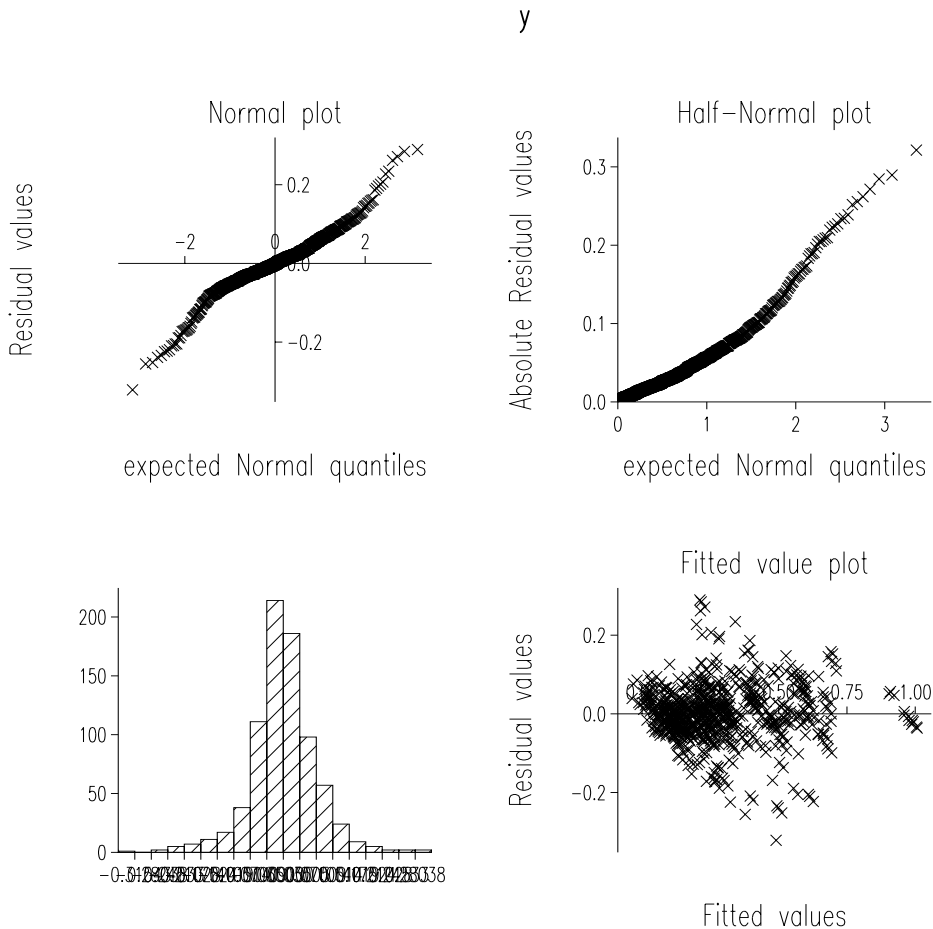 y
Normal plot
Residual values
0.2
-2
0
2
0.0
-0.2
expected Normal quantiles
Half-Normal plot
Absolute Residual values
0.3
0.2
0.1
0.0
0
1
2
3
expected Normal quantiles
200
150
100
50
0
Fitted value plot
Residual values
0.2
0.0
-0.2
0.75
1.00
Fitted values